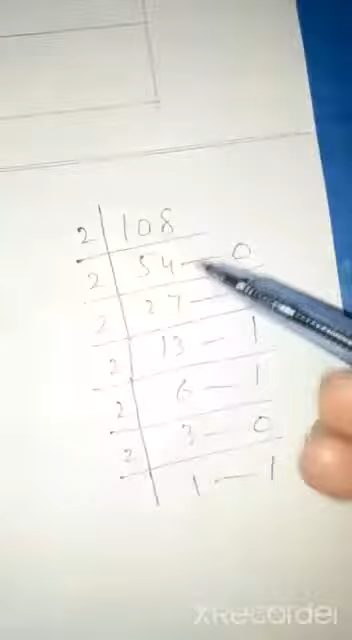 2 108
2 54 — 0
2 27 —
2 13 — 1
2 6 — 1
2 3 — 0
1 — 1
XRecorder